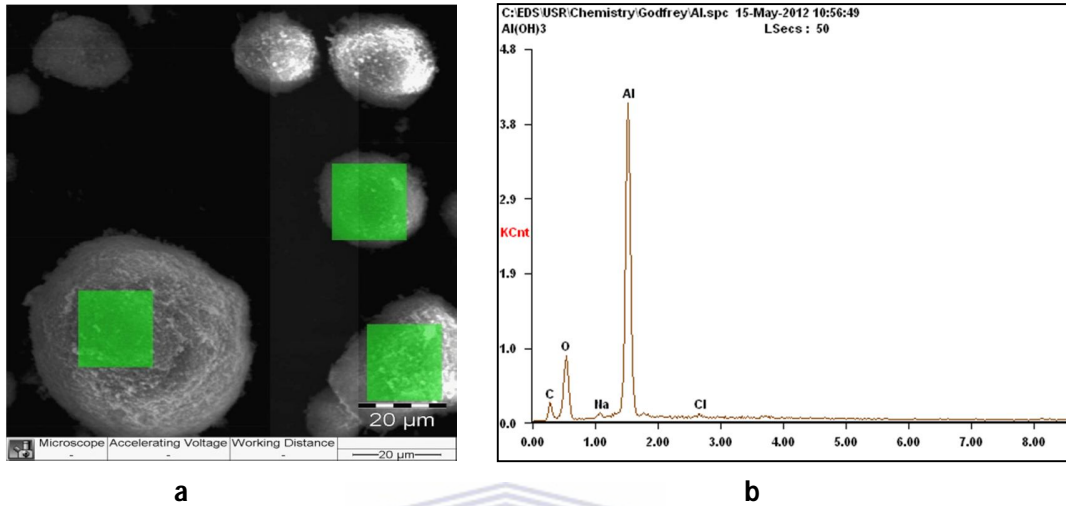 20 µm
Microscope Accelerating Voltage Working Distance
- - - 20 µm
a
C:\EDS\USR\Chemistry\Godfrey\Al.spc 15-May-2012 10:56:49
Al(OH)3 LSecs : 50
4.8
Al
3.8
2.9
KCnt
1.9
1.0
O
C
Na
Cl
0.0
0.00 1.00 2.00 3.00 4.00 5.00 6.00 7.00 8.00
b